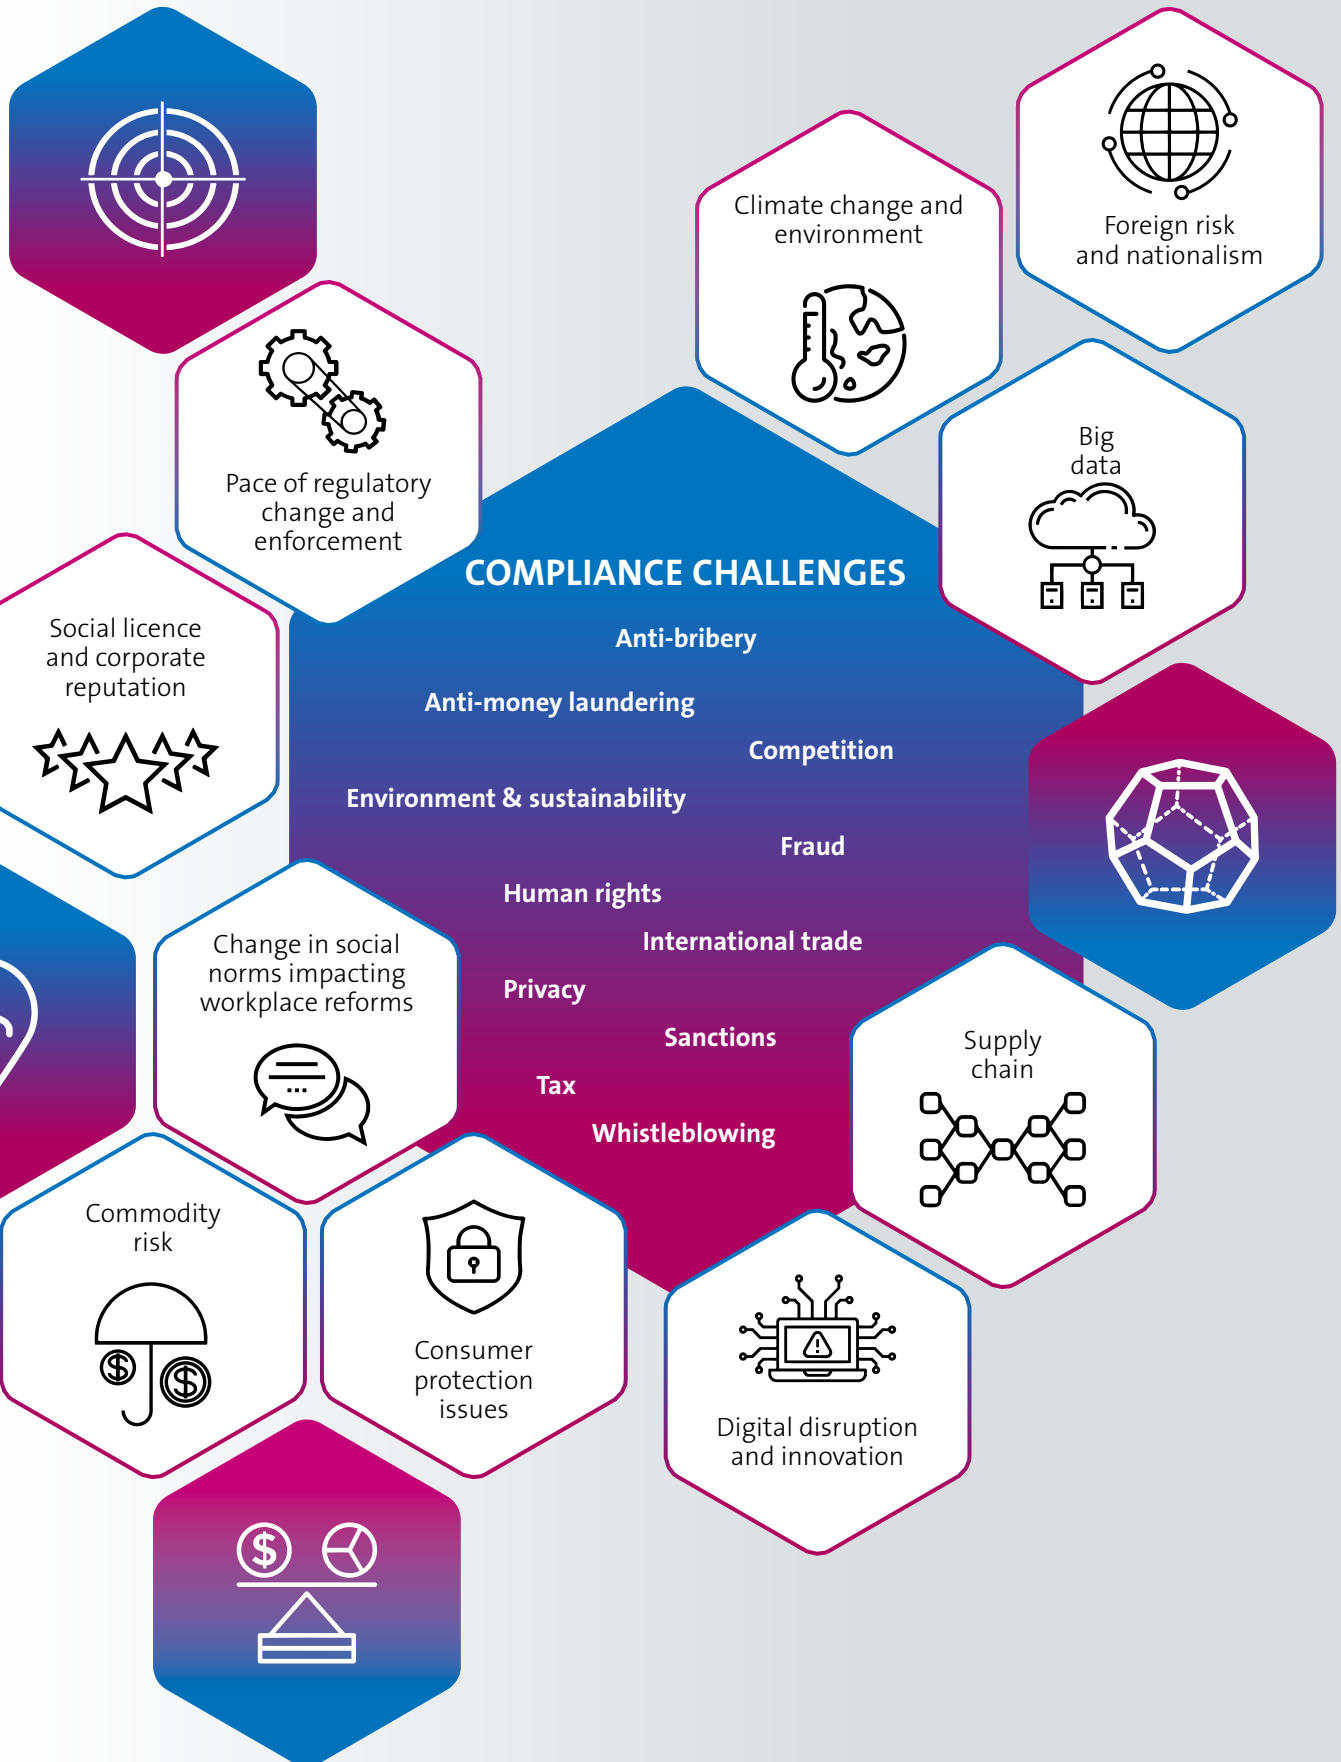 Foreign risk
and nationalism
Climate change and
environment
Big
data
Pace of regulatory
change and
enforcement
Social licence
and corporate
reputation
COMPLIANCE CHALLENGES
Anti-bribery
Anti-money laundering
Competition
Environment & sustainability
Fraud
Human rights
International trade
Privacy
Sanctions
Tax
Whistleblowing
Change in social
norms impacting
workplace reforms
Supply
chain
Commodity
risk
$
$
Consumer
protection
issues
Digital disruption
and innovation
$